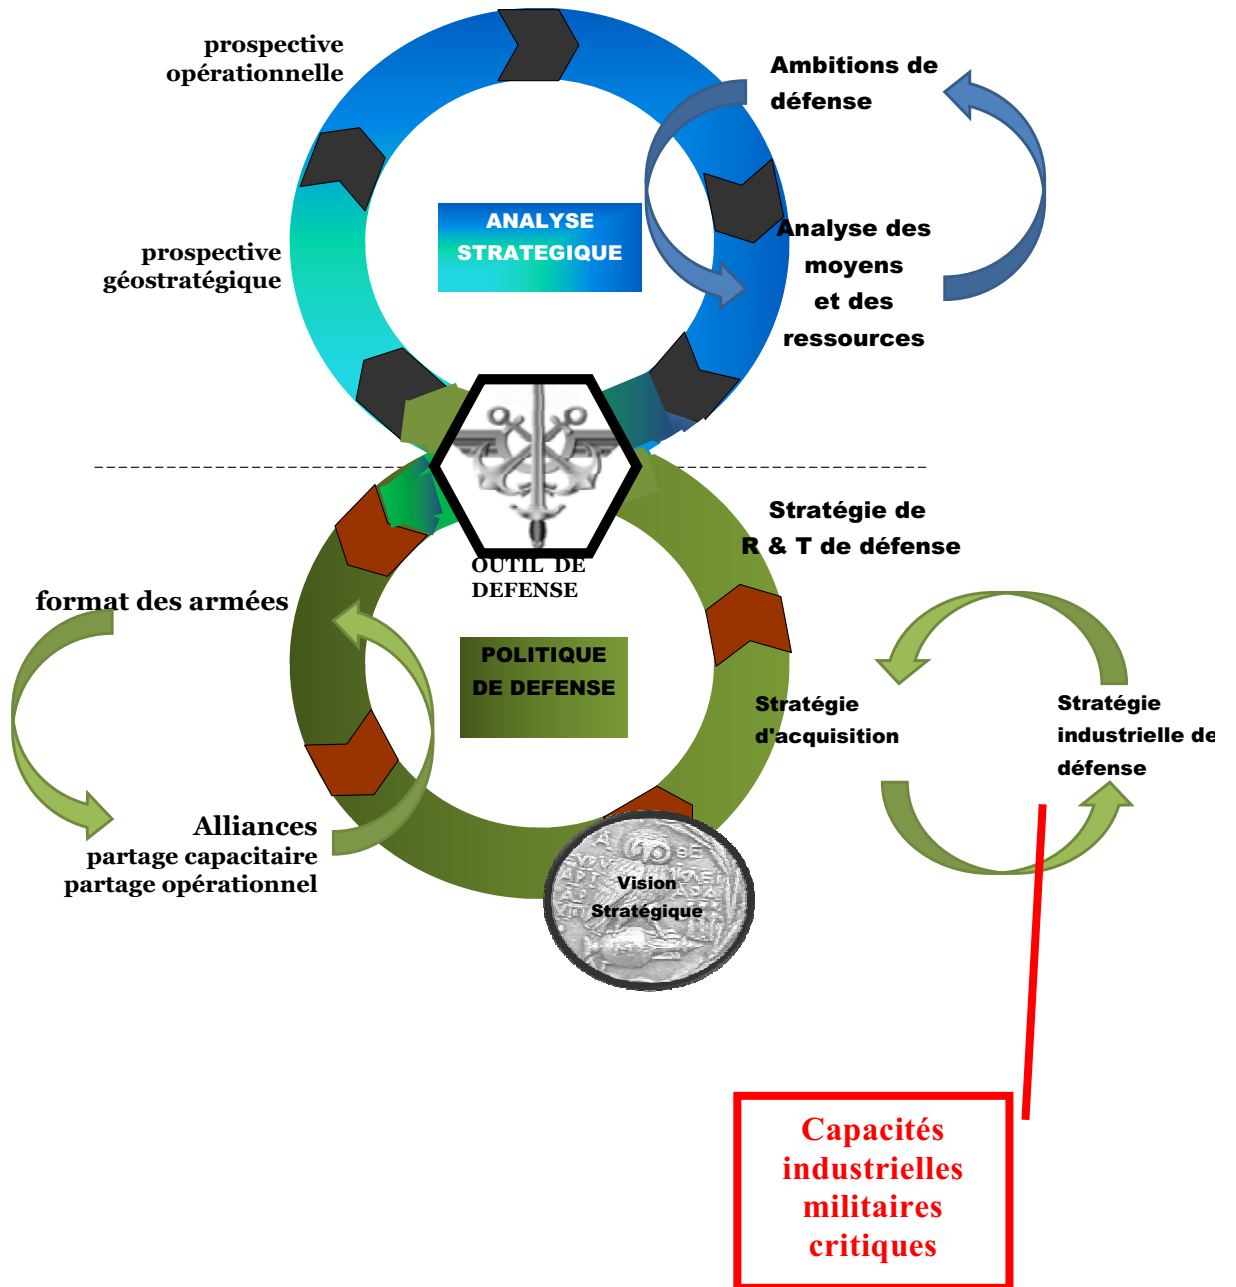 prospective
opérationnelle
Ambitions de
défense
ANALYSE
STRATEGIQUE
prospective
géostratégique
Analyse des
moyens
et des
ressources
Stratégie de
R & T de défense
OUTIL DE
DEFENSE
format des armées
POLITIQUE
DE DEFENSE
Stratégie
d'acquisition
Stratégie
industrielle de
défense
Alliances
partage capacitaire
partage opérationnel
Vision
Stratégique
Capacités
industrielles
militaires
critiques